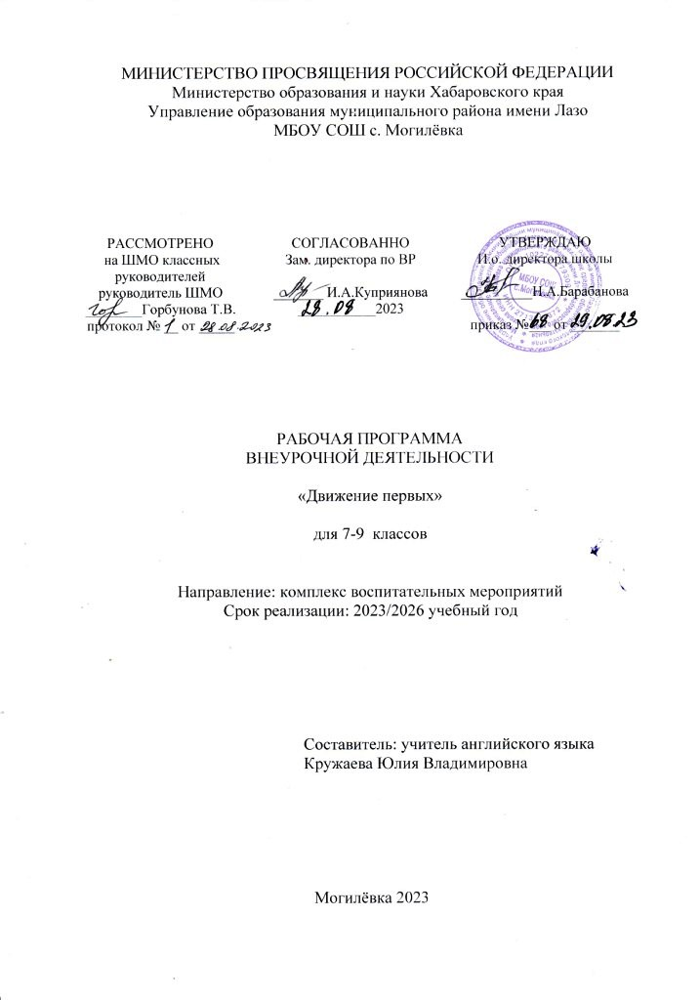 МИНИСТЕРСТВО ПРОСВЯЩЕНИЯ РОССИЙСКОЙ ФЕДЕРАЦИИ
Министерство образования и науки Хабаровского края
Управление образования муниципального района имени Лазо
МБОУ СОШ с. Могилёвка
РАССМОТРЕНО
на ШМО классных
руководителей
руководитель ШМО
Гор Горбунова Т.В.
протокол № 1 от 28.08.2023
СОГЛАСОВАННО
Зам. директора по ВР
И.А.Куприянова
28.08 2023
УТВЕРЖДАЮ
И.о. директора школы
Н.А.Барабанова
приказ № 68 от 29.08.23
МБОУ СОШ
с.Могилёвка
РАБОЧАЯ ПРОГРАММА
ВНЕУРОЧНОЙ ДЕЯТЕЛЬНОСТИ
«Движение первых»
для 7-9 классов
Направление: комплекс воспитательных мероприятий
Срок реализации: 2023/2026 учебный год
Составитель: учитель английского языка
Кружаева Юлия Владимировна
Могилёвка 2023